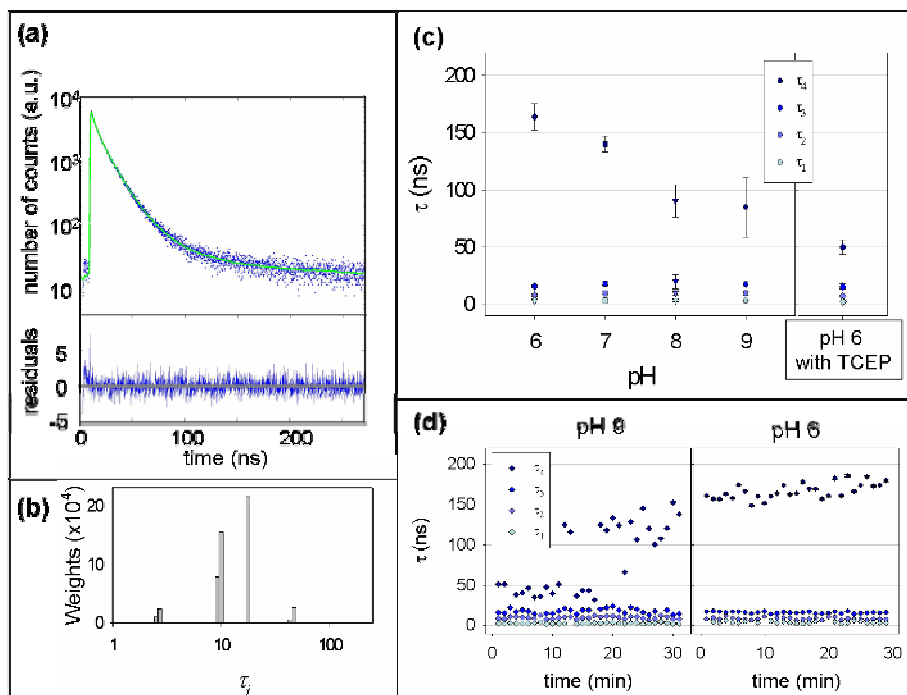 (a)
number of counts (a.u.)
10⁴
10³
10²
10
residuals
5
0
-5
0
100
200
time (ns)
(b)
Weights (×10⁴)
20
10
0
1
10
100
τᵢ
(c)
τ (ns)
200
150
100
50
0
τ₄
τ₃
τ₂
τ₁
6
7
8
9
pH
pH 6
with TCEP
(d)
pH 9
pH 6
τ (ns)
200
150
100
50
0
τ₄
τ₃
τ₂
τ₁
0 10 20 30
0 10 20 30
time (min)
time (min)